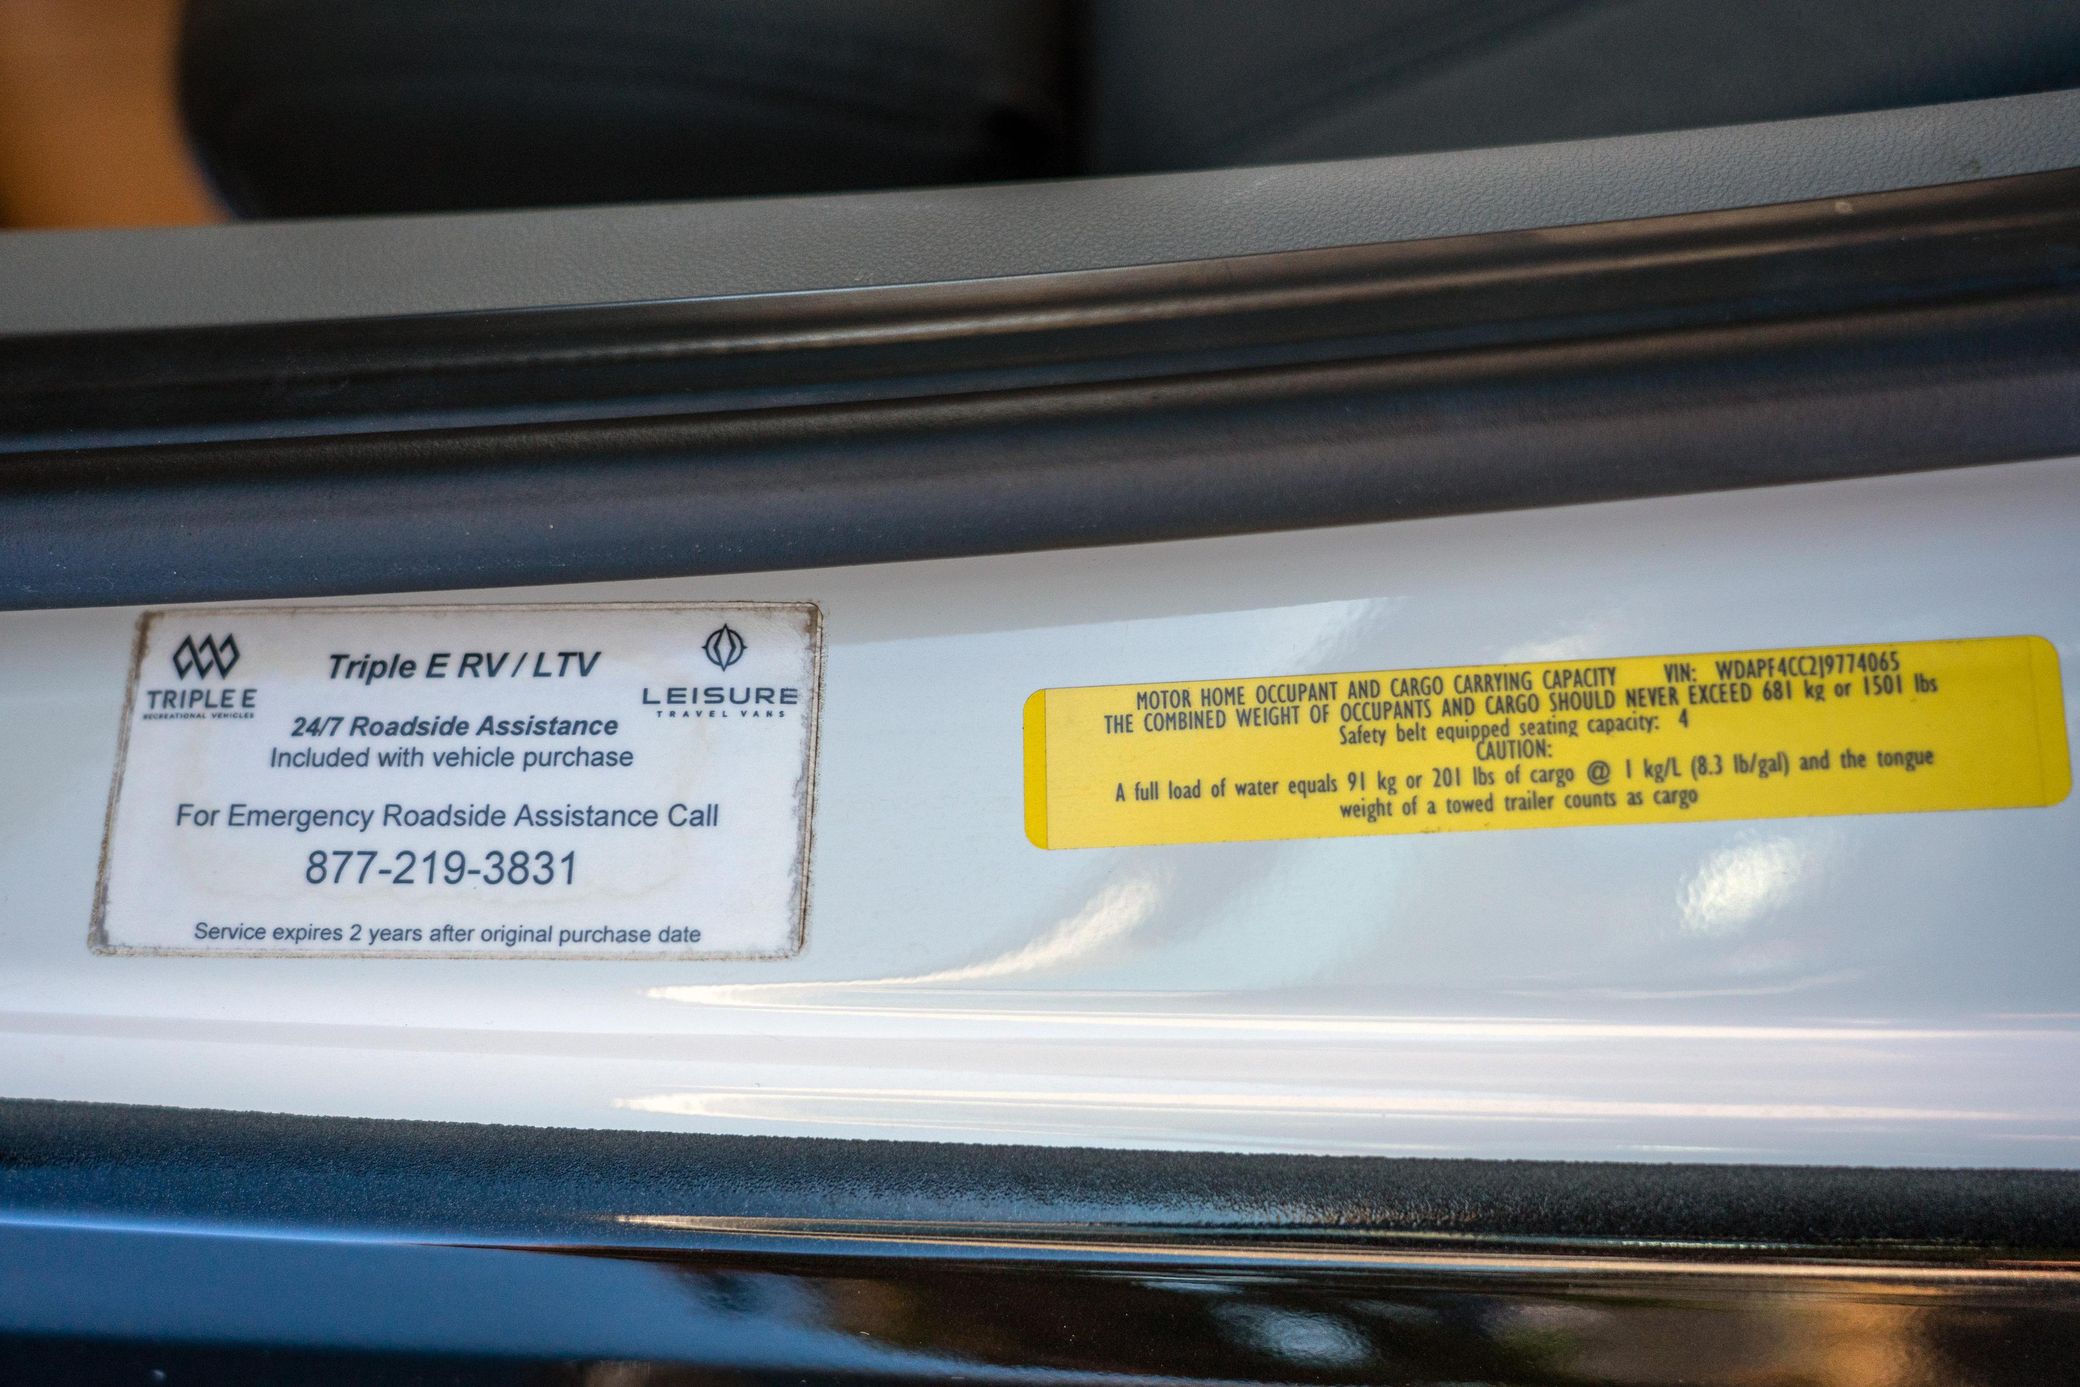 TRIPLE E
RECREATIONAL VEHICLES
Triple E RV / LTV
LEISURE
TRAVEL VANS
24/7 Roadside Assistance
Included with vehicle purchase
For Emergency Roadside Assistance Call
877-219-3831
Service expires 2 years after original purchase date
MOTOR HOME OCCUPANT AND CARGO CARRYING CAPACITY VIN: WDAPF4CC2J9774065
THE COMBINED WEIGHT OF OCCUPANTS AND CARGO SHOULD NEVER EXCEED 681 kg or 1501 lbs
Safety belt equipped seating capacity: 4
CAUTION:
A full load of water equals 91 kg or 201 lbs of cargo @ 1 kg/L (8.3 lb/gal) and the tongue
weight of a towed trailer counts as cargo